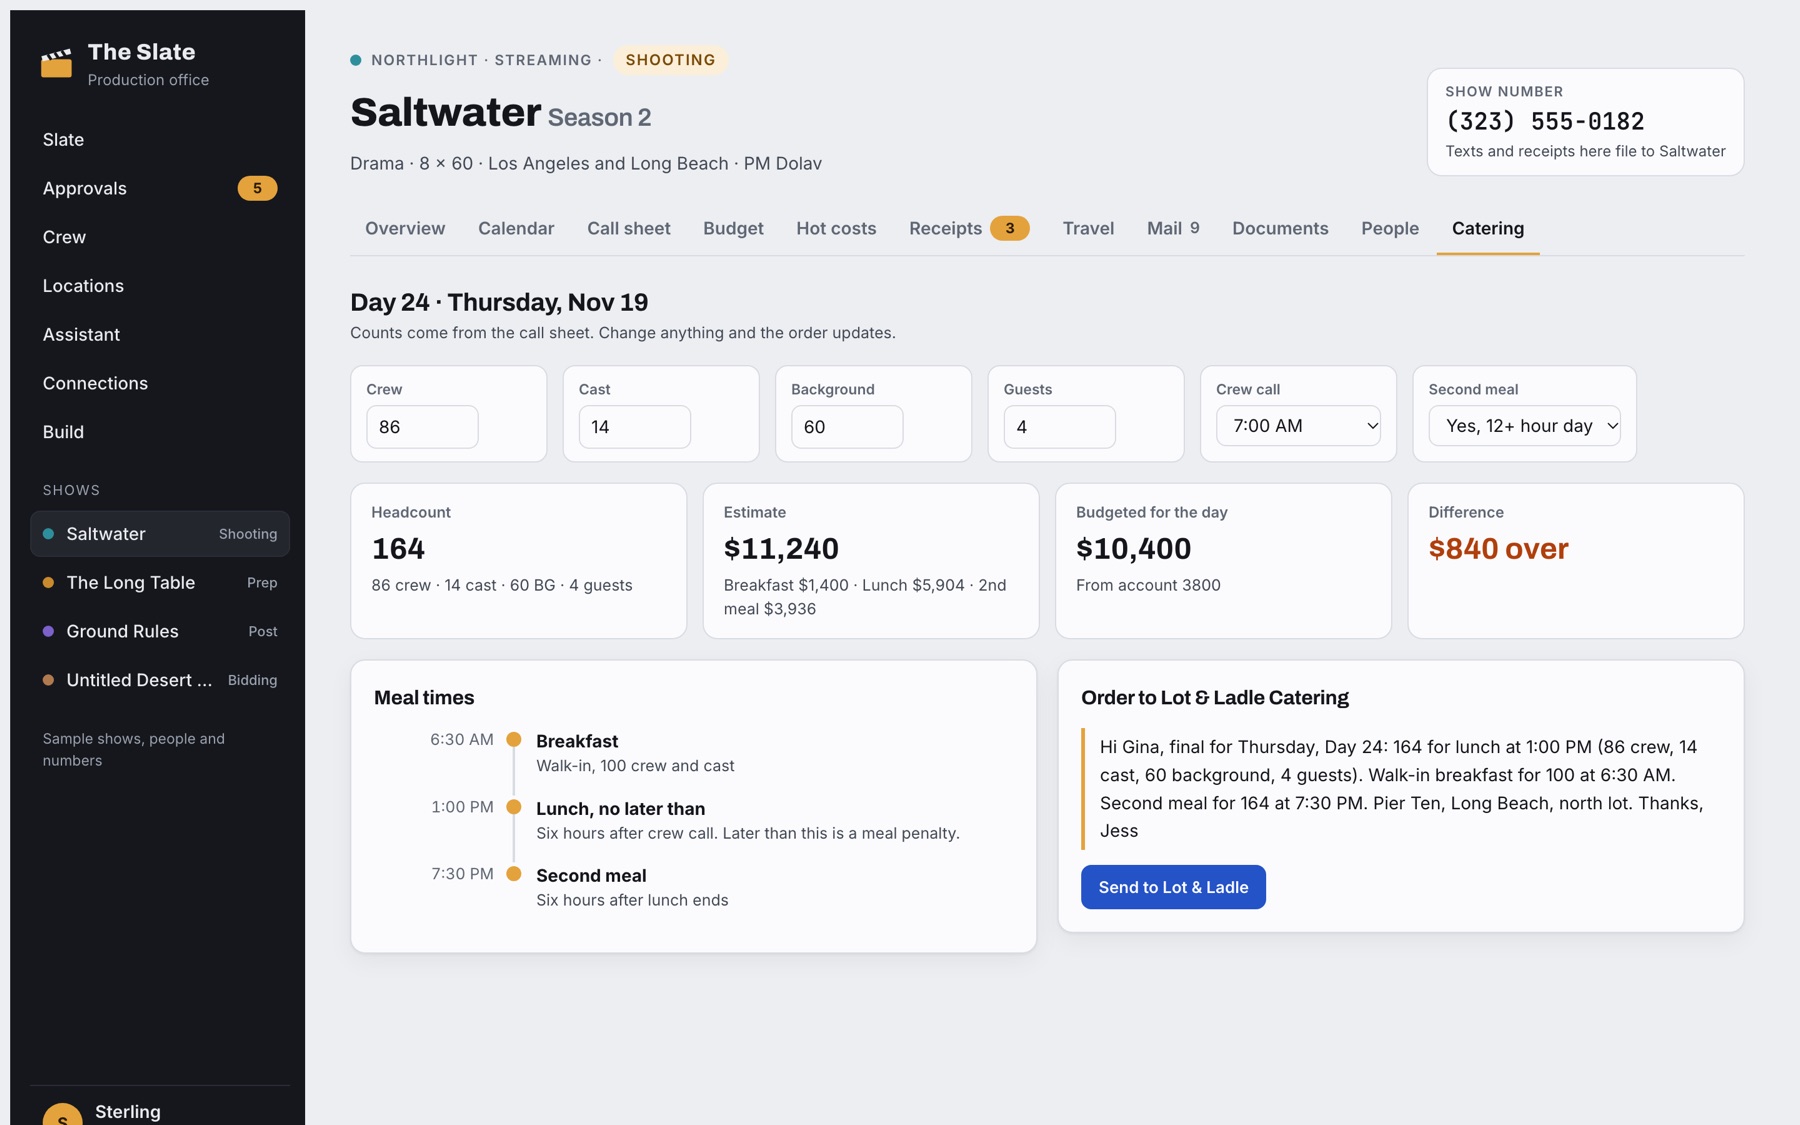 The Slate
Production office
Slate
Approvals 5
Crew
Locations
Assistant
Connections
Build
SHOWS
Saltwater Shooting
The Long Table Prep
Ground Rules Post
Untitled Desert ... Bidding
Sample shows, people and
numbers
S
Sterling
NORTHLIGHT · STREAMING · SHOOTING
Saltwater Season 2
Drama · 8 × 60 · Los Angeles and Long Beach · PM Dolav
SHOW NUMBER
(323) 555-0182
Texts and receipts here file to Saltwater
Overview Calendar Call sheet Budget Hot costs Receipts 3 Travel Mail 9 Documents People Catering
Day 24 · Thursday, Nov 19
Counts come from the call sheet. Change anything and the order updates.
Crew
86
Cast
14
Background
60
Guests
4
Crew call
7:00 AM
Second meal
Yes, 12+ hour day
Headcount
164
86 crew · 14 cast · 60 BG · 4 guests
Estimate
$11,240
Breakfast $1,400 · Lunch $5,904 · 2nd
meal $3,936
Budgeted for the day
$10,400
From account 3800
Difference
$840 over
Meal times
6:30 AM Breakfast
Walk-in, 100 crew and cast
1:00 PM Lunch, no later than
Six hours after crew call. Later than this is a meal penalty.
7:30 PM Second meal
Six hours after lunch ends
Order to Lot & Ladle Catering
Hi Gina, final for Thursday, Day 24: 164 for lunch at 1:00 PM (86 crew, 14
cast, 60 background, 4 guests). Walk-in breakfast for 100 at 6:30 AM.
Second meal for 164 at 7:30 PM. Pier Ten, Long Beach, north lot. Thanks,
Jess
Send to Lot & Ladle